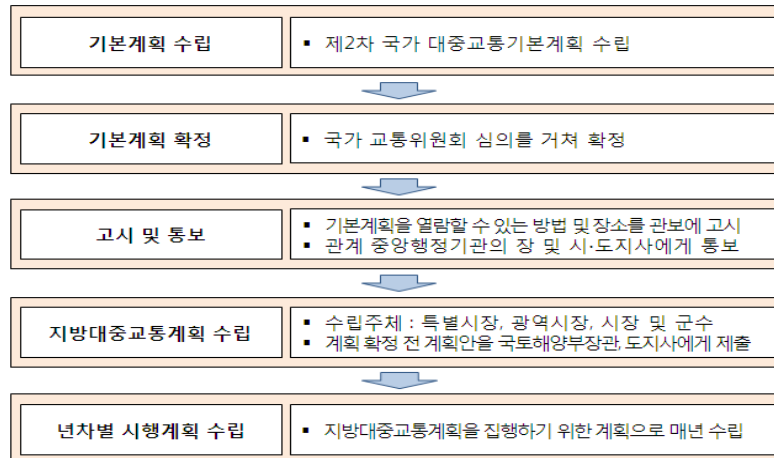 기본계획 수립
▪ 제2차 국가 대중교통기본계획 수립
기본계획 확정
▪ 국가 교통위원회 심의를 거쳐 확정
고시 및 통보
▪ 기본계획을 열람할 수 있는 방법 및 장소를 관보에 고시
▪ 관계 중앙행정기관의 장 및 시·도지사에게 통보
지방대중교통계획 수립
▪ 수립주체 : 특별시장, 광역시장, 시장 및 군수
▪ 계획 확정 전 계획안을 국토해양부장관, 도지사에게 제출
년차별 시행계획 수립
▪ 지방대중교통계획을 집행하기 위한 계획으로 매년 수립